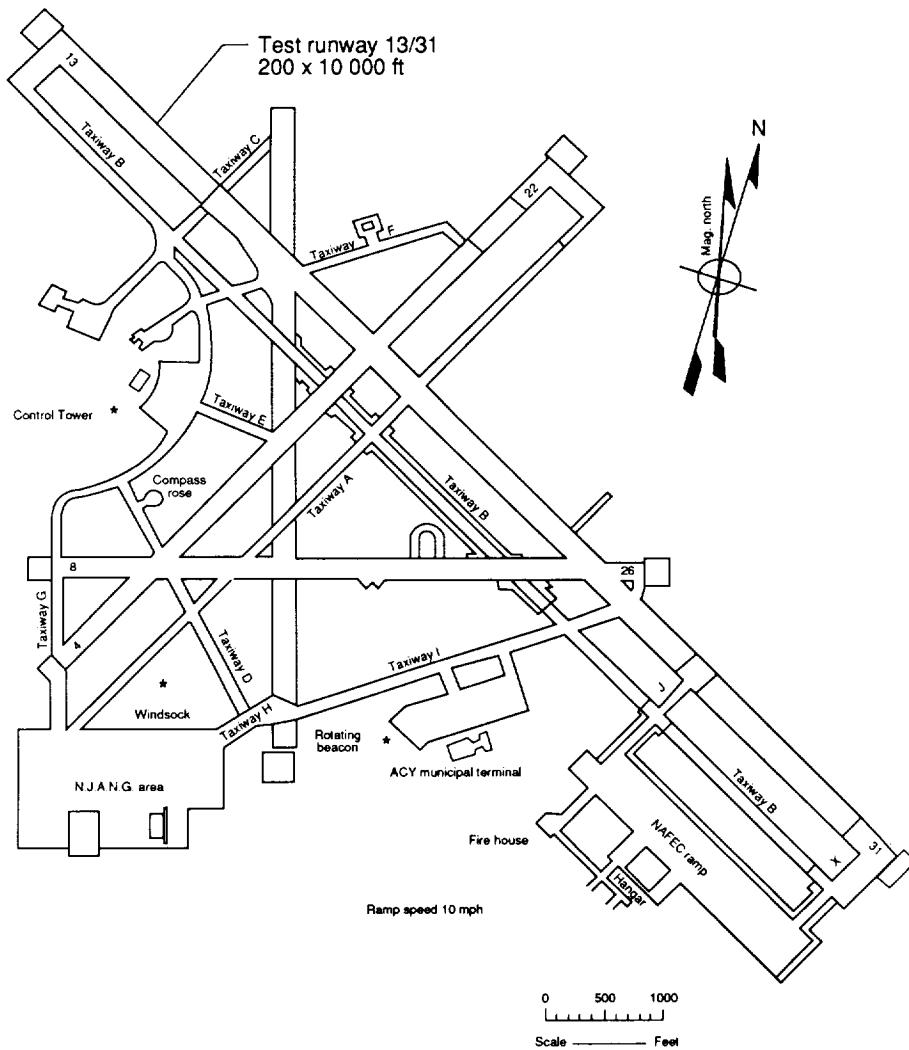 Test runway 13/31
200 x 10 000 ft
13
Taxiway B
Taxiway C
22
N
Mag. north
Taxiway
F
Control Tower
Taxiway E
Compass
rose
Taxiway A
Taxiway B
8
26
Taxiway G
4
Taxiway D
Taxiway I
Windsock
Taxiway H
J
Rotating
beacon
ACY municipal terminal
N.J.A.N.G. area
Taxiway B
Fire house
NAFEC ramp
31
X
Hangar
Ramp speed 10 mph
0 500 1000
Scale Feet